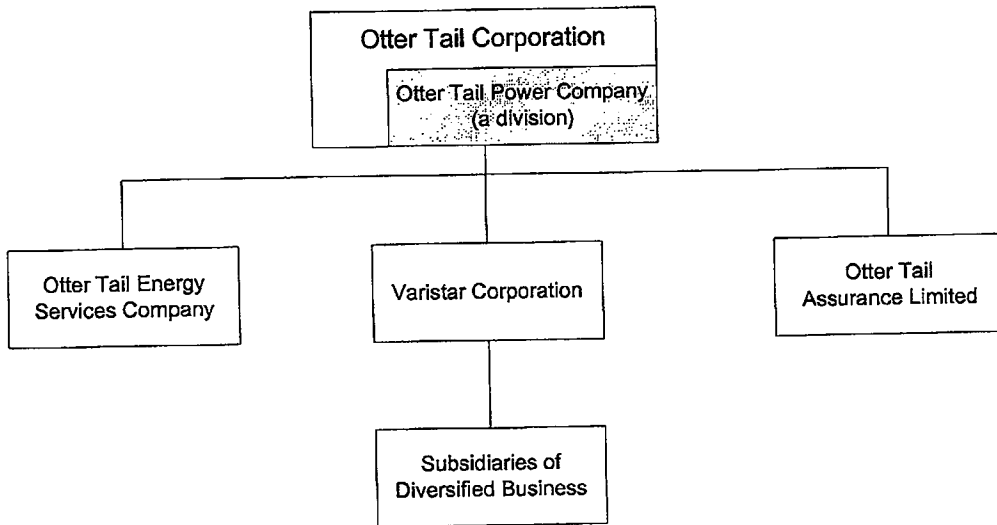 Otter Tail Corporation
Otter Tail Power Company
(a division)
Otter Tail Energy
Services Company
Varistar Corporation
Otter Tail
Assurance Limited
Subsidiaries of
Diversified Business